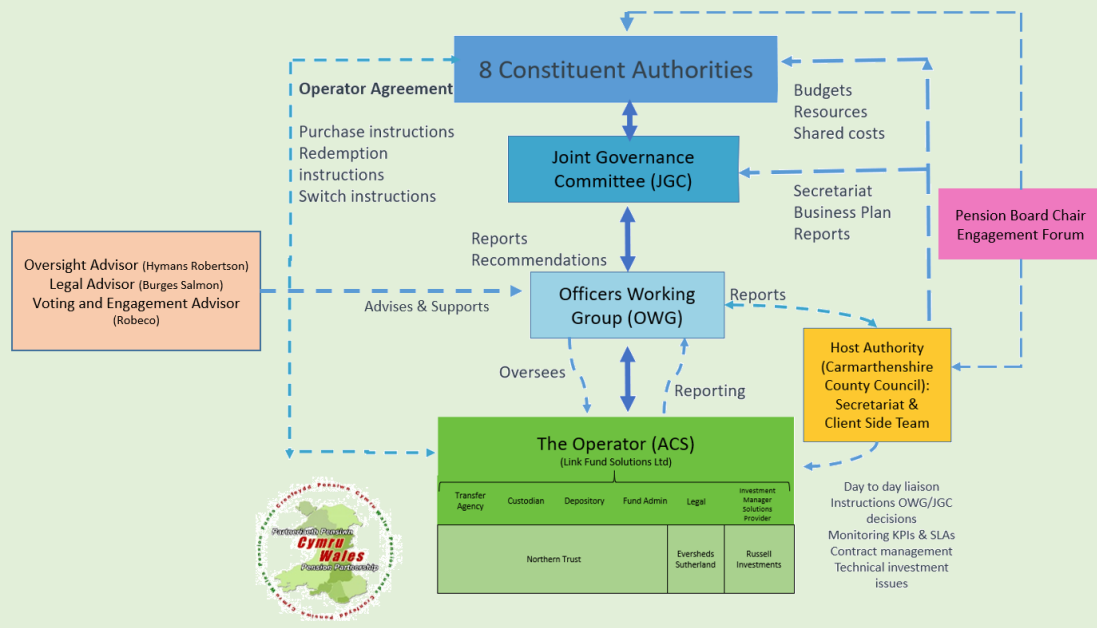 8 Constituent Authorities
Operator Agreement
Purchase instructions
Redemption
instructions
Switch instructions
Budgets
Resources
Shared costs
Joint Governance
Committee (JGC)
Secretariat
Business Plan
Reports
Pension Board Chair
Engagement Forum
Reports
Recommendations
Oversight Advisor (Hymans Robertson)
Legal Advisor (Burges Salmon)
Voting and Engagement Advisor
(Robeco)
Advises & Supports
Officers Working
Group (OWG)
Reports
Host Authority
(Carmarthenshire
County Council):
Secretariat &
Client Side Team
Oversees
Reporting
The Operator (ACS)
(Link Fund Solutions Ltd)
Transfer
Agency
Custodian
Depository
Fund Admin
Legal
Investment
Manager
Solutions
Provider
Northern Trust
Eversheds
Sutherland
Russell
Investments
Day to day liaison
Instructions OWG/JGC
decisions
Monitoring KPIs & SLAs
Contract management
Technical investment
issues
Partneriaeth Pensiwn
Cymru
Wales
Pension Partnership